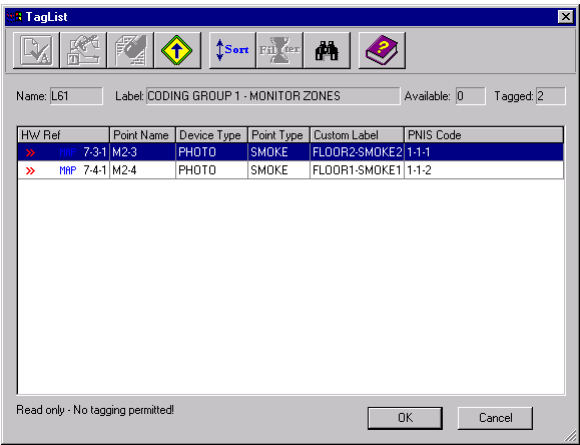 TagList
Sort Filter
Name: L61 Label: CODING GROUP 1 - MONITOR ZONES Available: 0 Tagged: 2
HW Ref Point Name Device Type Point Type Custom Label PNIS Code
» MAP 7-3-1 M2-3 PHOTO SMOKE FLOOR2-SMOKE2 1-1-1
» MAP 7-4-1 M2-4 PHOTO SMOKE FLOOR1-SMOKE1 1-1-2
Read only - No tagging permitted!
OK Cancel